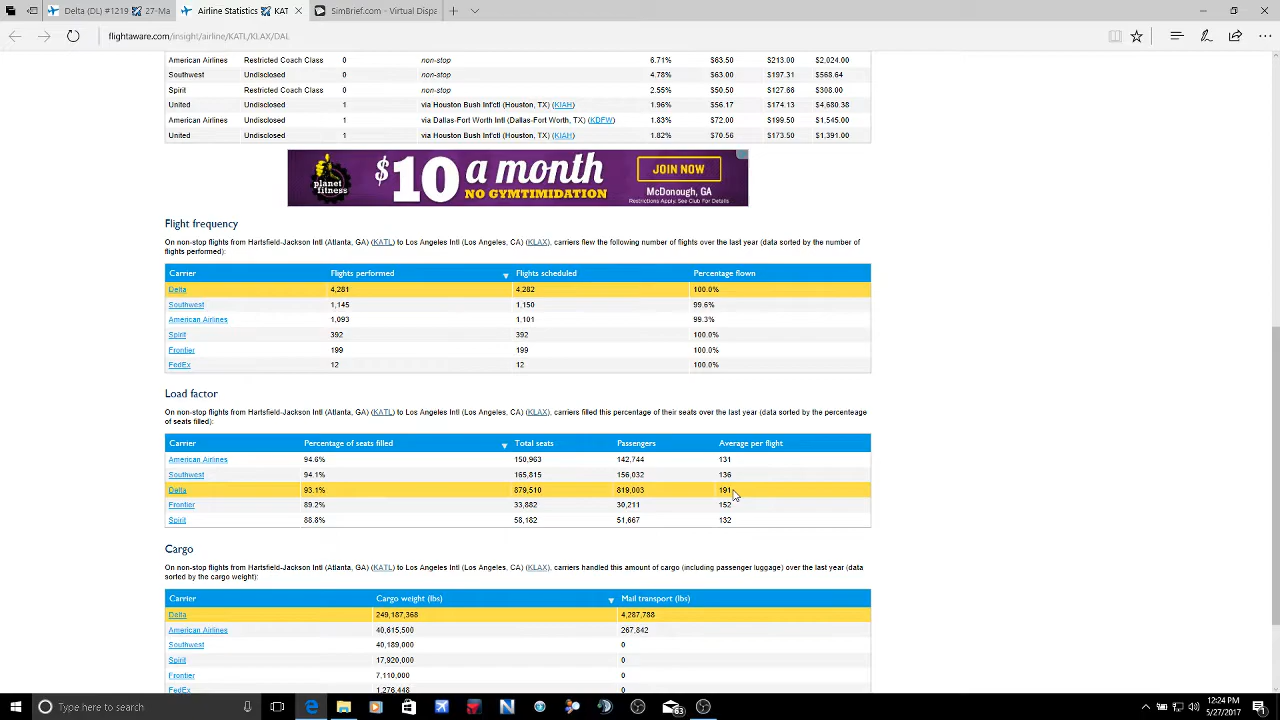 Delta (DL) #1219 27-Ma
Airline Statistics KAT
SimBrief.com - Virtual Dispa
flightaware.com/insight/airline/KATL/KLAX/DAL
American Airlines Restricted Coach Class 0 non-stop 6.71% $63.50 $213.00 $2,024.00
Southwest Undisclosed 0 non-stop 4.78% $63.00 $197.31 $568.64
Spirit Restricted Coach Class 0 non-stop 2.55% $50.50 $127.66 $308.00
United Undisclosed 1 via Houston Bush Int'ctl (Houston, TX) (KIAH) 1.96% $56.17 $174.13 $4,680.38
American Airlines Undisclosed 1 via Dallas-Fort Worth Intl (Dallas-Fort Worth, TX) (KDFW) 1.83% $72.00 $199.50 $1,545.00
United Undisclosed 1 via Houston Bush Int'ctl (Houston, TX) (KIAH) 1.82% $70.56 $173.50 $1,391.00
planet fitness
$10 a month
NO GYMTIMIDATION
JOIN NOW
McDonough, GA
Restrictions Apply. See Club For Details
Flight frequency
On non-stop flights from Hartsfield-Jackson Intl (Atlanta, GA) (KATL) to Los Angeles Intl (Los Angeles, CA) (KLAX), carriers flew the following number of flights over the last year (data sorted by the number of
flights performed):
Carrier Flights performed Flights scheduled Percentage flown
Delta 4,281 4,282 100.0%
Southwest 1,145 1,150 99.6%
American Airlines 1,093 1,101 99.3%
Spirit 392 392 100.0%
Frontier 199 199 100.0%
FedEx 12 12 100.0%
Load factor
On non-stop flights from Hartsfield-Jackson Intl (Atlanta, GA) (KATL) to Los Angeles Intl (Los Angeles, CA) (KLAX), carriers filled this percentage of their seats over the last year (data sorted by the percenteage
of seats filled):
Carrier Percentage of seats filled Total seats Passengers Average per flight
American Airlines 94.6% 150,963 142,744 131
Southwest 94.1% 165,815 156,032 136
Delta 93.1% 879,510 819,003 191
Frontier 89.2% 33,882 30,211 152
Spirit 88.8% 58,182 51,667 132
Cargo
On non-stop flights from Hartsfield-Jackson Intl (Atlanta, GA) (KATL) to Los Angeles Intl (Los Angeles, CA) (KLAX), carriers handled this amount of cargo (including passenger luggage) over the last year (data
sorted by the cargo weight):
Carrier Cargo weight (lbs) Mail transport (lbs)
Delta 249,187,368 4,287,788
American Airlines 40,615,500 267,842
Southwest 40,189,000 0
Spirit 17,920,000 0
Frontier 7,110,000 0
FedEx 1,276,448 0
Type here to search
63
12:24 PM
5/27/2017